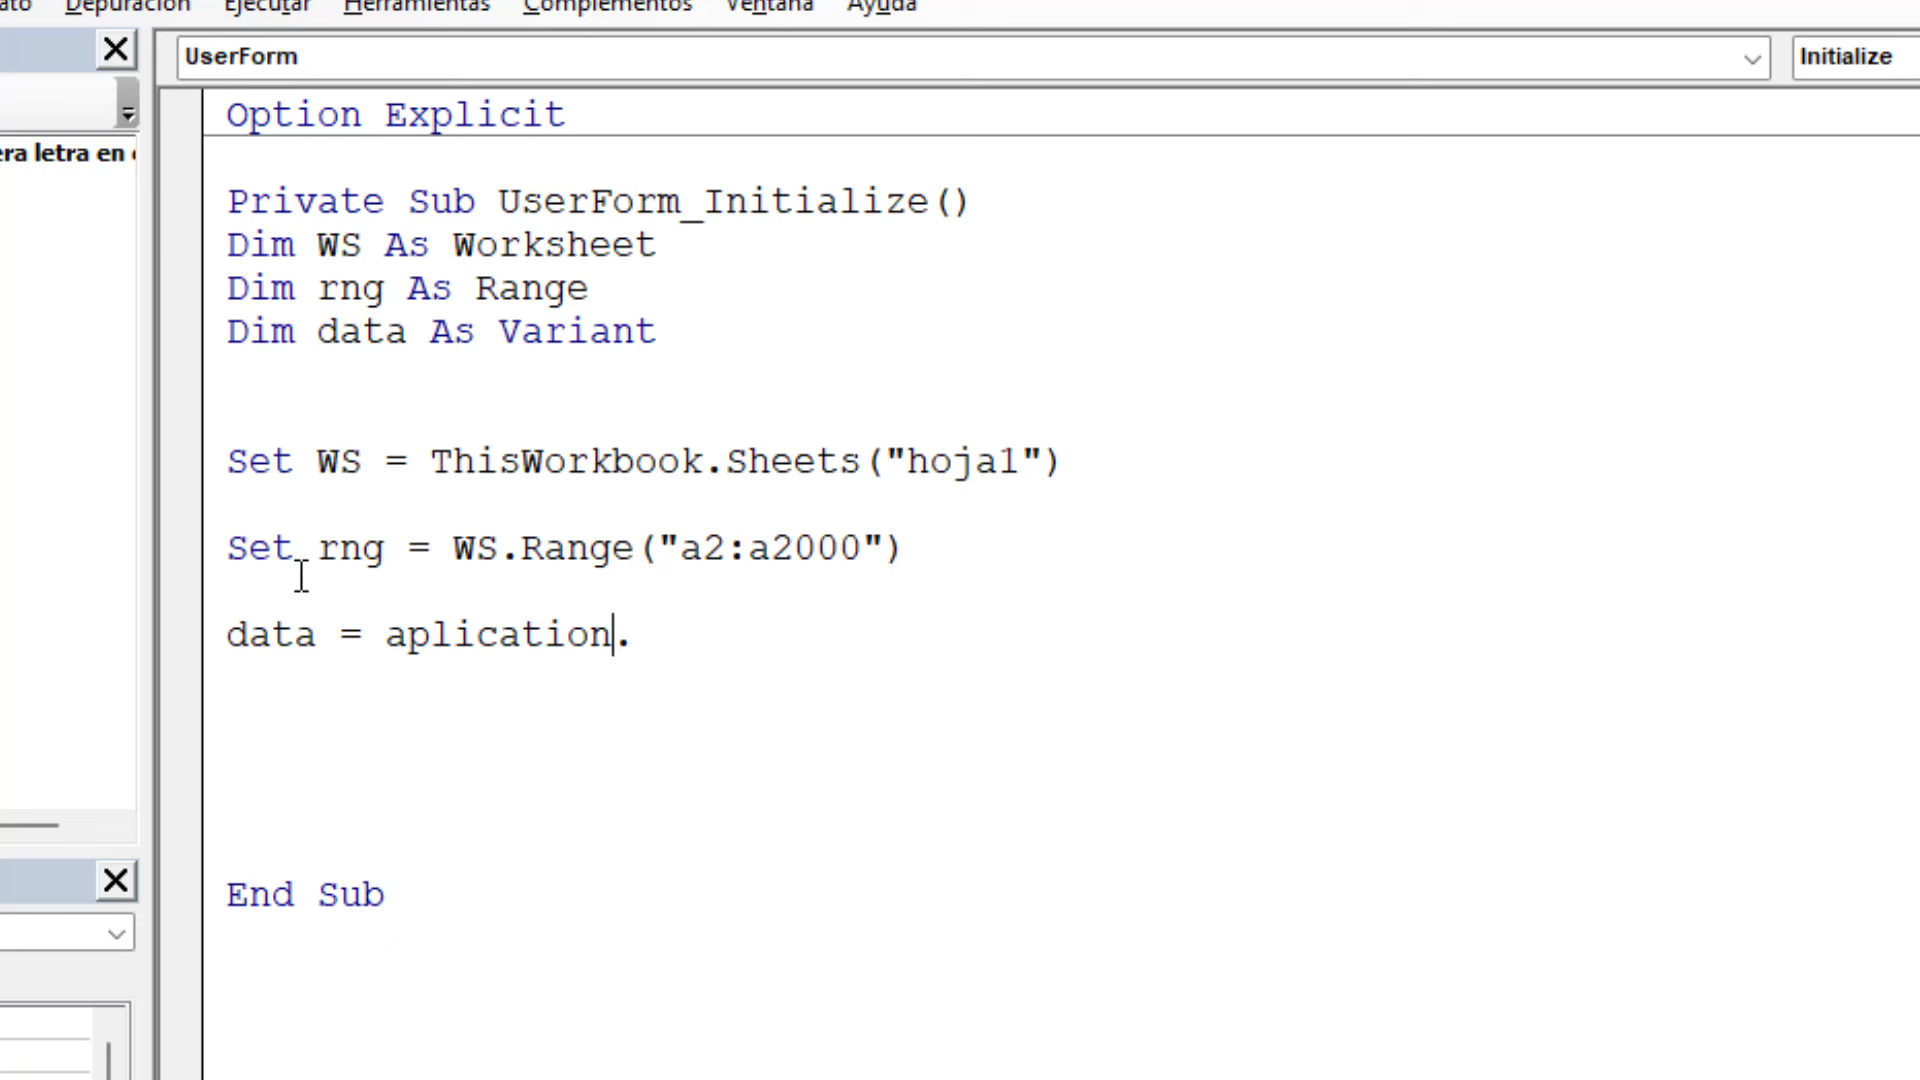 Depuración Ejecutar Herramientas Complementos Ventana Ayuda
UserForm
Initialize
Option Explicit
era letra en
Private Sub UserForm_Initialize()
Dim WS As Worksheet
Dim rng As Range
Dim data As Variant
Set WS = ThisWorkbook.Sheets("hoja1")
Set rng = WS.Range("a2:a2000")
data = aplication.
End Sub